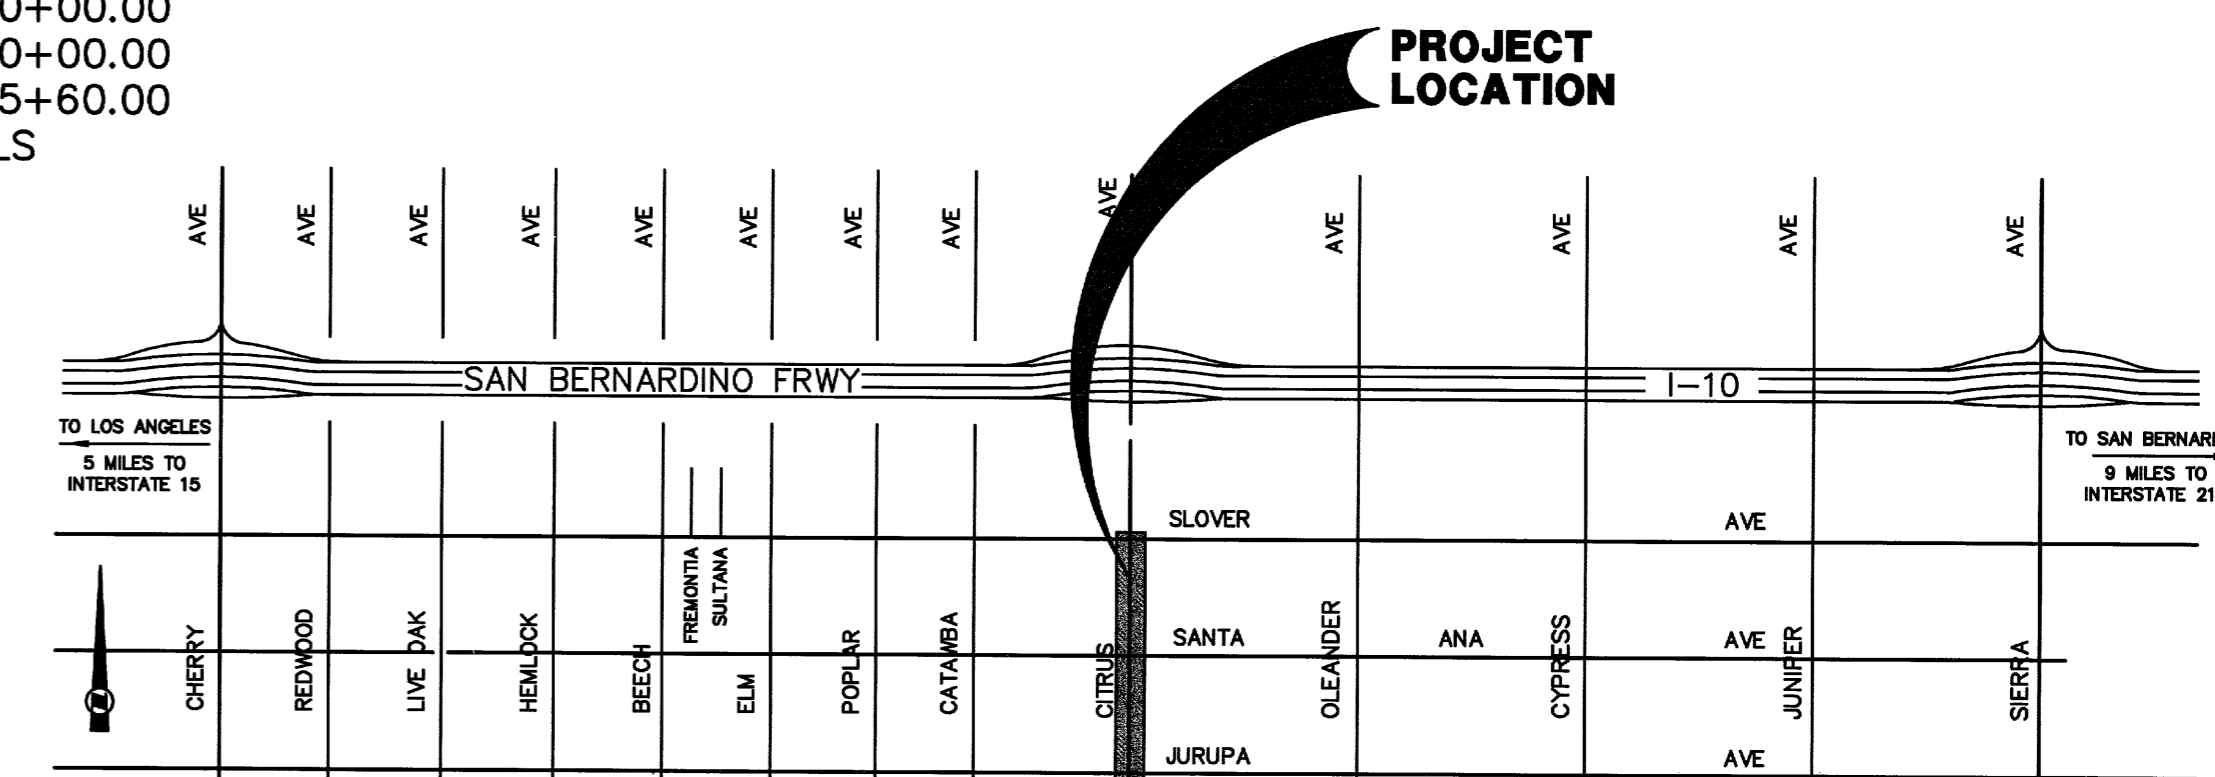 0+00.00
0+00.00
5+60.00
LS
PROJECT
LOCATION
AVE
AVE
AVE
AVE
AVE
AVE
AVE
AVE
AVE
AVE
AVE
AVE
AVE
SAN BERNARDINO FRWY
I-10
TO LOS ANGELES
5 MILES TO
INTERSTATE 15
TO SAN BERNARD
9 MILES TO
INTERSTATE 21
SLOVER AVE
FREMONTIA
SULTANA
CHERRY
REDWOOD
LIVE OAK
HEMLOCK
BEECH
ELM
POPLAR
CATAWBA
CITRUS
SANTA ANA AVE
OLEANDER
CYPRESS
JUNIPER
SIERRA
JURUPA AVE